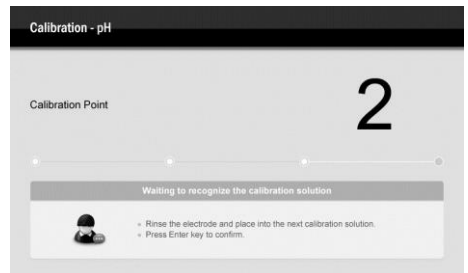 Calibration - pH
Calibration Point
2
Waiting to recognize the calibration solution
Rinse the electrode and place into the next calibration solution.
Press Enter key to confirm.